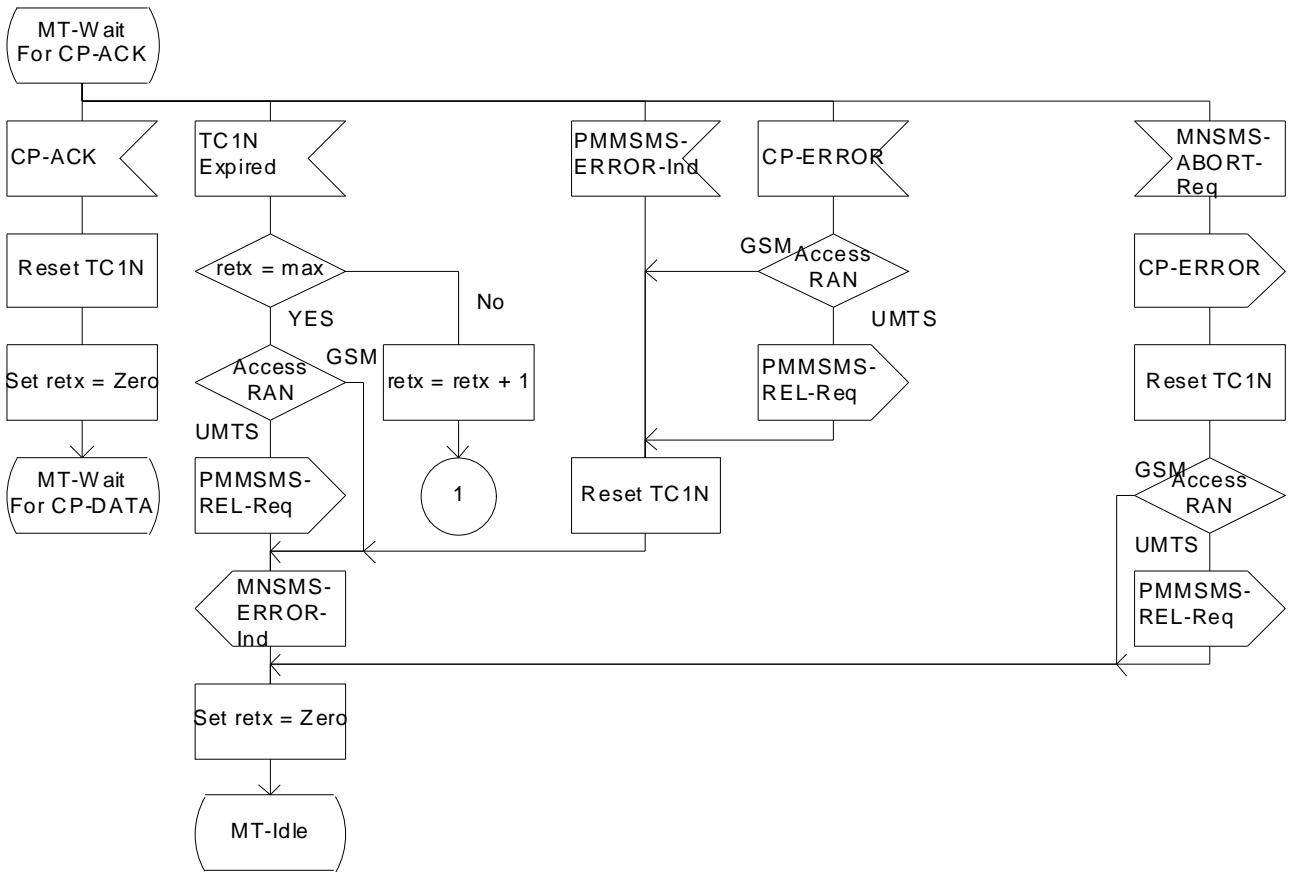 MT-Wait
For CP-ACK
CP-ACK
TC1N
Expired
PMMSMS-
ERROR-Ind
CP-ERROR
MNSMS-
ABORT-
Req
Reset TC1N
retx = max
No
YES
GSM
Access
RAN
UMTS
CP-ERROR
Set retx = Zero
Access
RAN
GSM
UMTS
retx = retx + 1
PMMSMS-
REL-Req
Reset TC1N
MT-Wait
For CP-DATA
PMMSMS-
REL-Req
1
Reset TC1N
GSM
Access
RAN
UMTS
MNSMS-
ERROR-
Ind
PMMSMS-
REL-Req
Set retx = Zero
MT-Idle